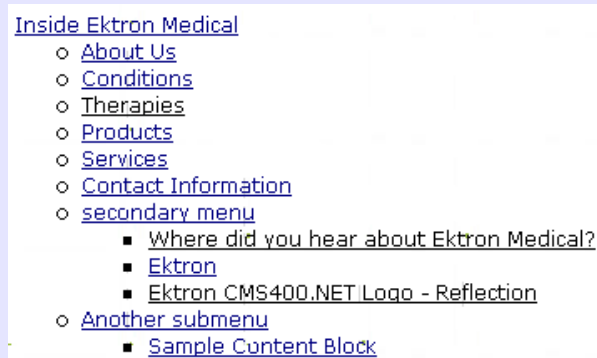 Inside Ektron Medical
About Us
Conditions
Therapies
Products
Services
Contact Information
secondary menu
Where did you hear about Ektron Medical?
Ektron
Ektron CMS400.NET Logo - Reflection
Another submenu
Sample Content Block